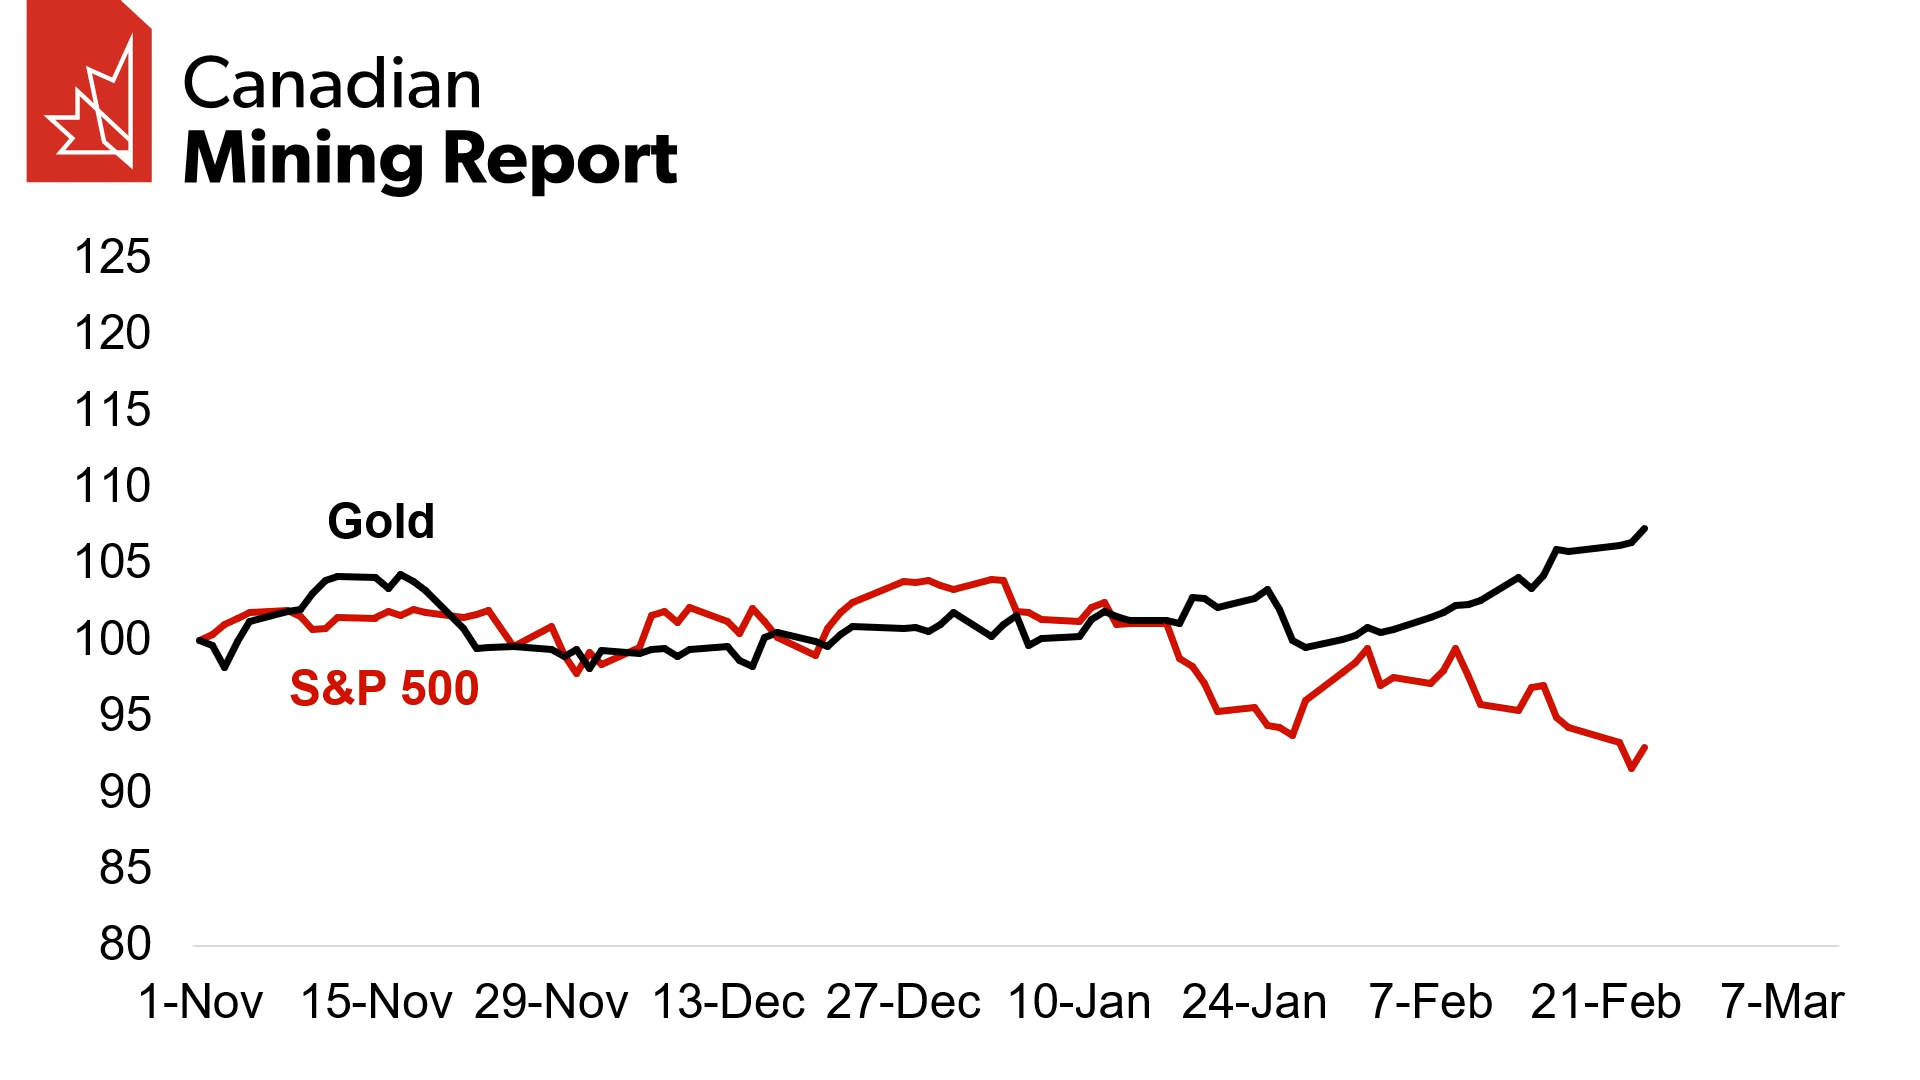 Canadian
Mining Report
125
120
115
110
105
100
95
90
85
80
Gold
S&P 500
1-Nov 15-Nov 29-Nov 13-Dec 27-Dec 10-Jan 24-Jan 7-Feb 21-Feb 7-Mar